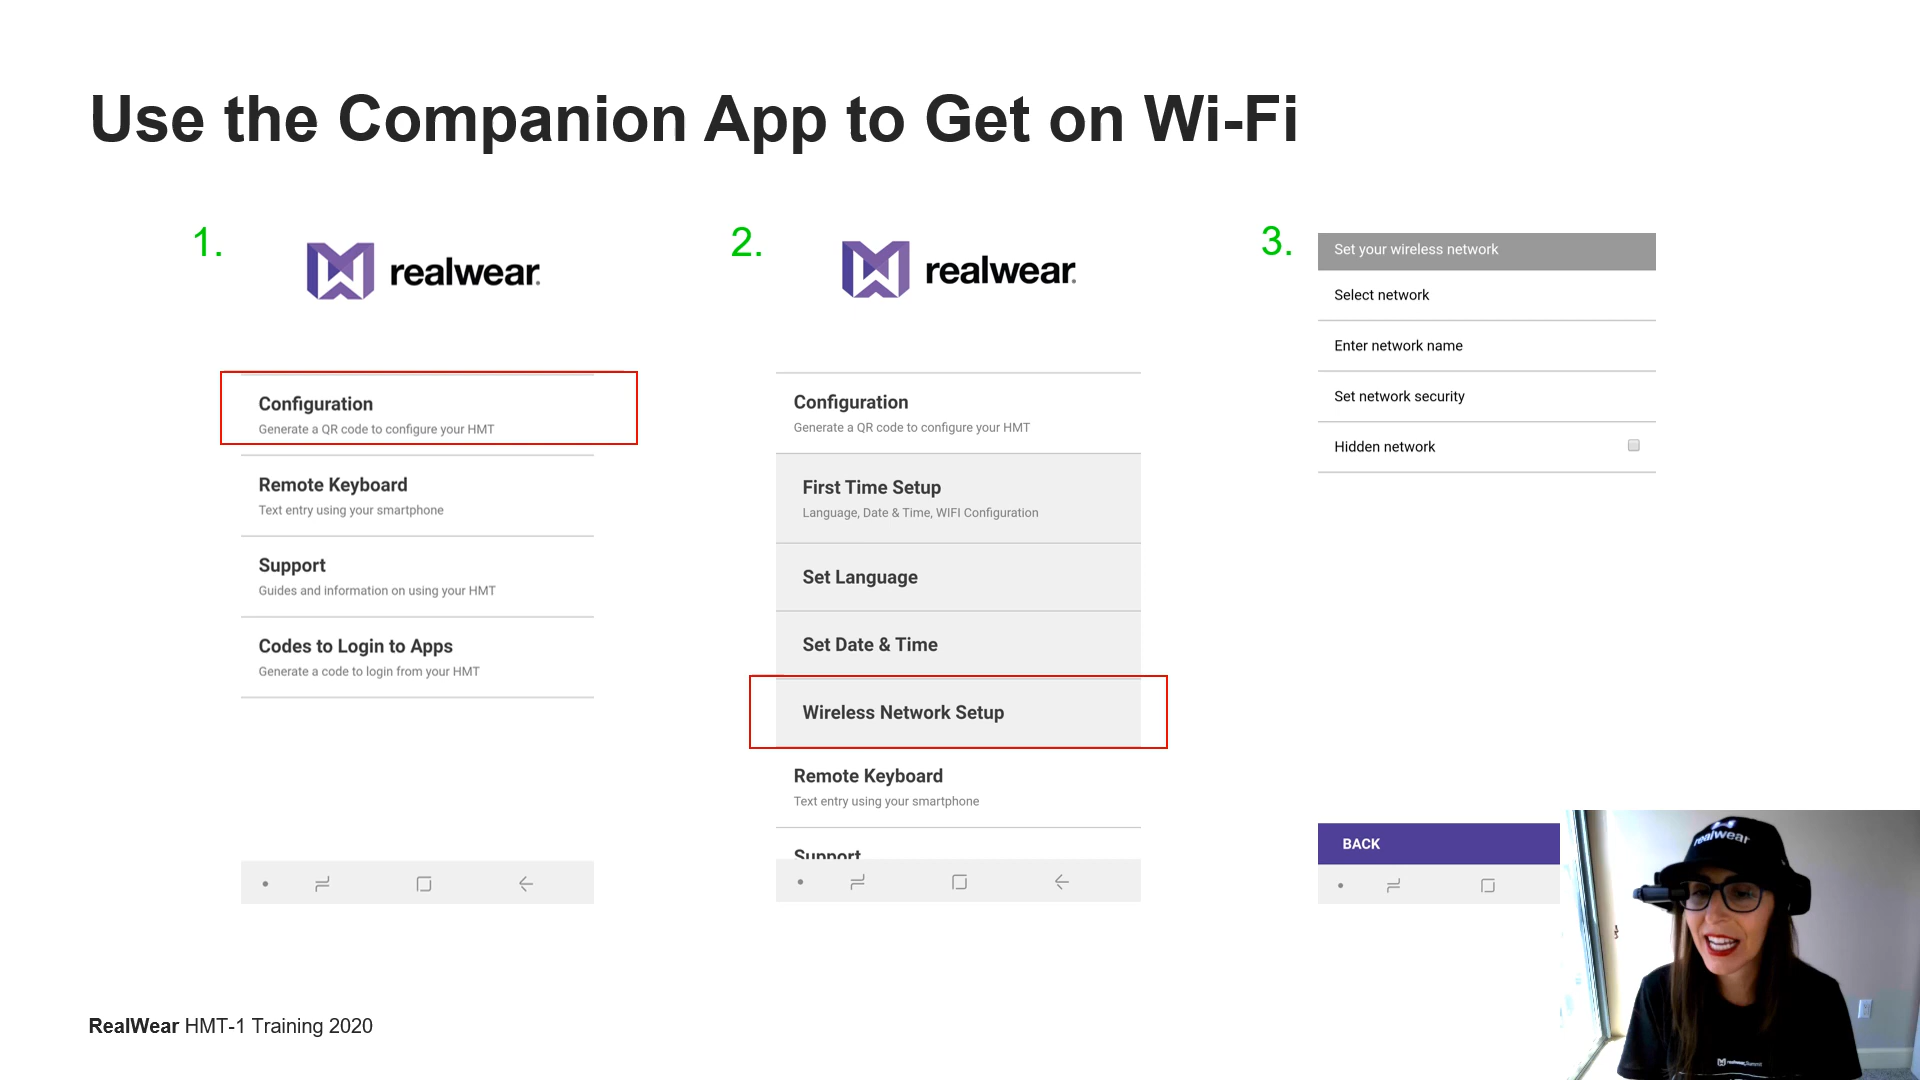 Use the Companion App to Get on Wi-Fi
1.
realwear
Configuration
Generate a QR code to configure your HMT
Remote Keyboard
Text entry using your smartphone
Support
Guides and information on using your HMT
Codes to Login to Apps
Generate a code to login from your HMT
2.
realwear
Configuration
Generate a QR code to configure your HMT
First Time Setup
Language, Date & Time, WIFI Configuration
Set Language
Set Date & Time
Wireless Network Setup
Remote Keyboard
Text entry using your smartphone
Support
3.
Set your wireless network
Select network
Enter network name
Set network security
Hidden network
BACK
realwear
realwear Summit
RealWear HMT-1 Training 2020